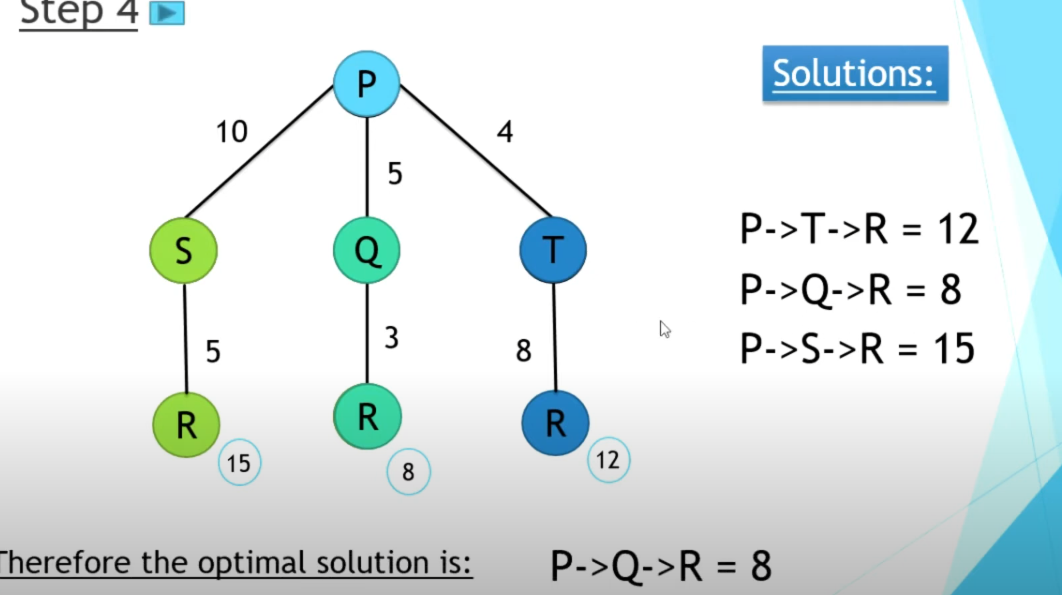 Step 4
Solutions:
P
10
5
4
S
Q
T
5
3
8
R
R
R
15
8
12
P->T->R = 12
P->Q->R = 8
P->S->R = 15
Therefore the optimal solution is:
P->Q->R = 8